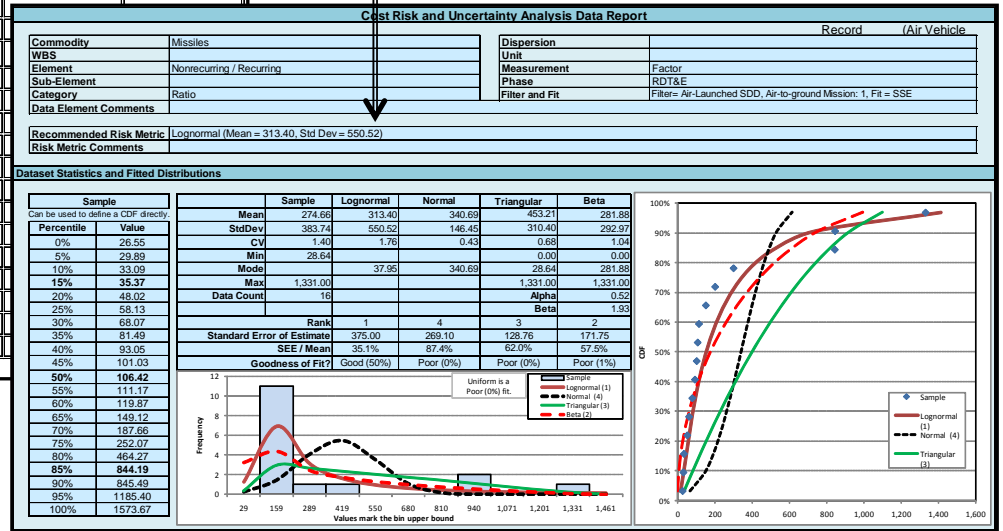 Cost Risk and Uncertainty Analysis Data Report
Record (Air Vehicle
Commodity Missiles Dispersion
WBS Unit
Element Nonrecurring / Recurring Measurement Factor
Sub-Element Phase RDT&E
Category Ratio Filter and Fit Filter= Air-Launched SDD, Air-to-ground Mission: 1, Fit = SSE
Data Element Comments
Recommended Risk Metric Lognormal (Mean = 313.40, Std Dev = 550.52)
Risk Metric Comments
Dataset Statistics and Fitted Distributions
Sample
Can be used to define a CDF directly.
Percentile Value
0% 26.55
5% 29.89
10% 33.09
15% 35.37
20% 48.02
25% 58.13
30% 68.07
35% 81.49
40% 93.05
45% 101.03
50% 106.42
55% 111.17
60% 119.87
65% 149.12
70% 187.66
75% 252.07
80% 464.27
85% 844.19
90% 845.49
95% 1185.40
100% 1573.67
Sample Lognormal Normal Triangular Beta
Mean 274.66 313.40 340.69 453.21 281.88
StdDev 383.74 550.52 146.45 310.40 292.97
CV 1.40 1.76 0.43 0.68 1.04
Min 28.64 0.00 0.00
Mode 37.95 340.69 28.64 281.88
Max 1,331.00 1,331.00 1,331.00
Data Count 16 Alpha 0.52
Beta 1.93
Rank 1 4 3 2
Standard Error of Estimate 375.00 269.10 128.76 171.75
SEE / Mean 35.1% 87.4% 62.0% 57.5%
Goodness of Fit? Good (50%) Poor (0%) Poor (0%) Poor (1%)
Uniform is a
Poor (0%) fit.
Sample
Lognormal (1)
Normal (4)
Triangular (3)
Beta (2)
Frequency
12
10
8
6
4
2
0
29 159 289 419 549 680 810 940 1,071 1,201 1,331 1,461
Values mark the bin upper bound
CDF
100%
90%
80%
70%
60%
50%
40%
30%
20%
10%
0%
0 200 400 600 800 1,000 1,200 1,400 1,600
Sample
Lognormal
(1)
Normal (4)
Triangular
(3)